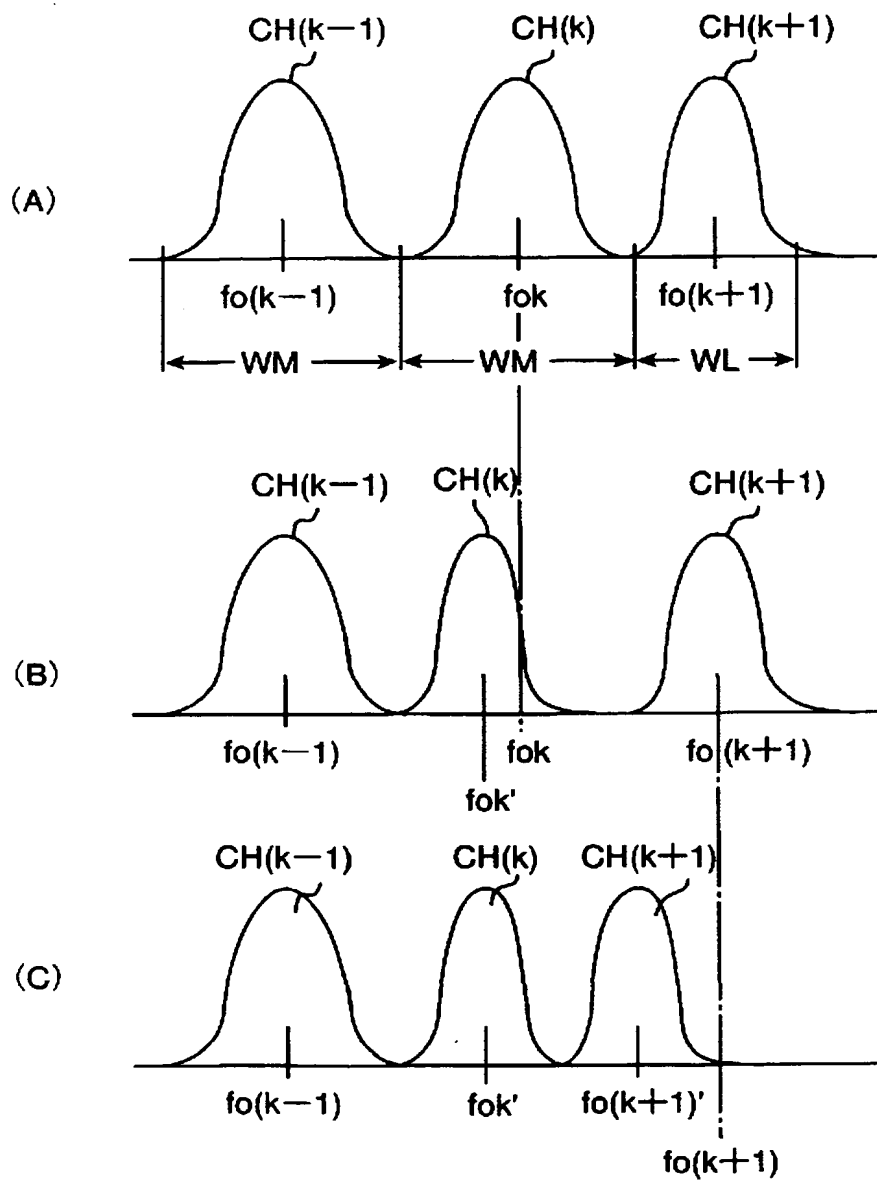 CH(k−1) CH(k) CH(k+1)
(A)
fo(k−1) fok fo(k+1)
WM WM WL
CH(k−1) CH(k) CH(k+1)
(B)
fo(k−1) fok fo(k+1)
fok'
CH(k−1) CH(k) CH(k+1)
(C)
fo(k−1) fok' fo(k+1)'
fo(k+1)